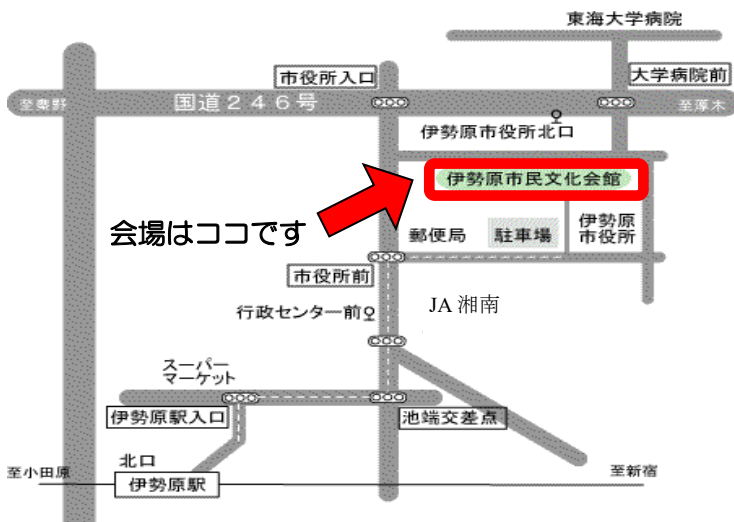 東海大学病院
市役所入口
大学病院前
至秦野
国道246号
至厚木
伊勢原市役所北口
伊勢原市民文化会館
会場はココです
郵便局
駐車場
伊勢原
市役所
市役所前
行政センター前
JA 湘南
スーパー
マーケット
伊勢原駅入口
池端交差点
北口
至小田原
至新宿
伊勢原駅